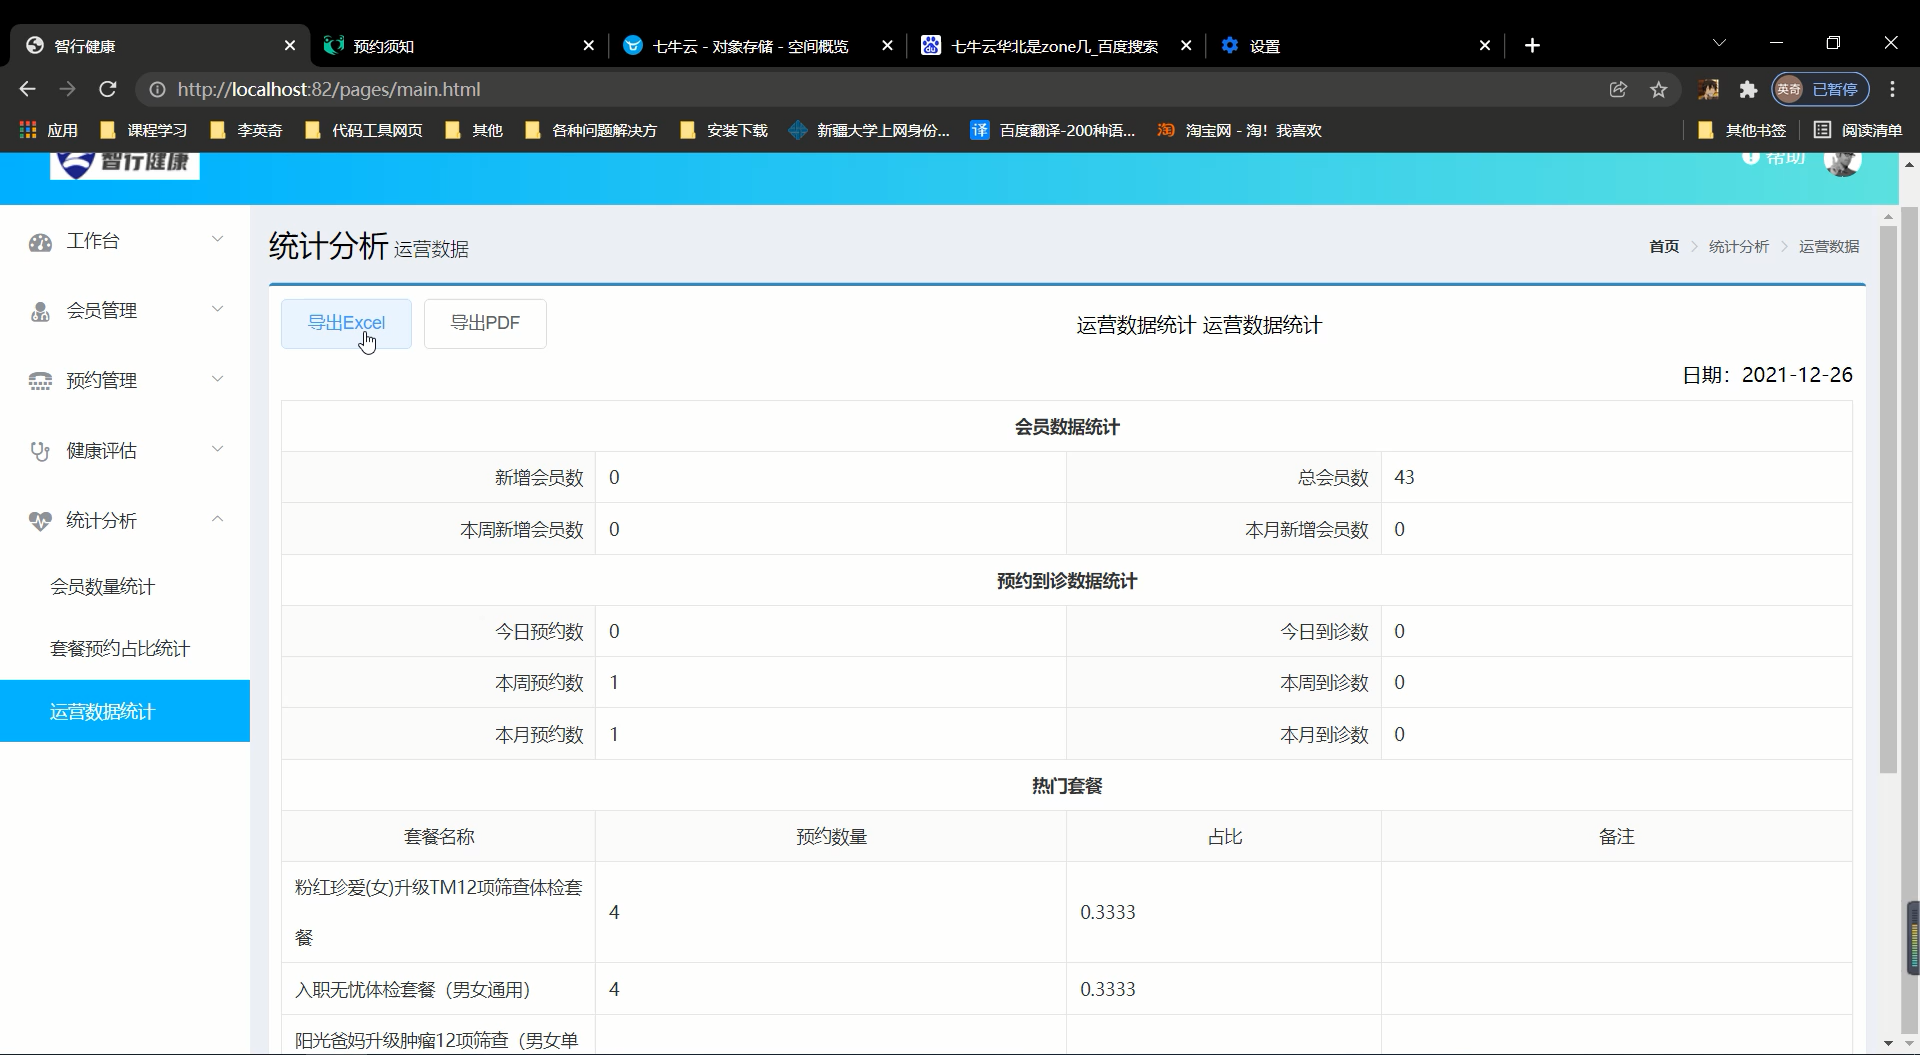 智行健康
预约须知
七牛云 - 对象存储 - 空间概览
七牛云华北是zone几_百度搜索
设置
http://localhost:82/pages/main.html
英奇
已暂停
应用
课程学习
李英奇
代码工具网页
其他
各种问题解决方
安装下载
新疆大学上网身份...
译
百度翻译-200种语...
淘
淘宝网 - 淘！我喜欢
其他书签
阅读清单
智行健康
帮助
工作台
会员管理
预约管理
健康评估
统计分析
会员数量统计
套餐预约占比统计
运营数据统计
统计分析 运营数据
首页 > 统计分析 > 运营数据
导出Excel
导出PDF
运营数据统计 运营数据统计
日期：2021-12-26
会员数据统计
新增会员数 0 总会员数 43
本周新增会员数 0 本月新增会员数 0
预约到诊数据统计
今日预约数 0 今日到诊数 0
本周预约数 1 本周到诊数 0
本月预约数 1 本月到诊数 0
热门套餐
套餐名称 预约数量 占比 备注
粉红珍爱(女)升级TM12项筛查体检套
餐
4 0.3333
入职无忧体检套餐（男女通用） 4 0.3333
阳光爸妈升级肿瘤12项筛查（男女单